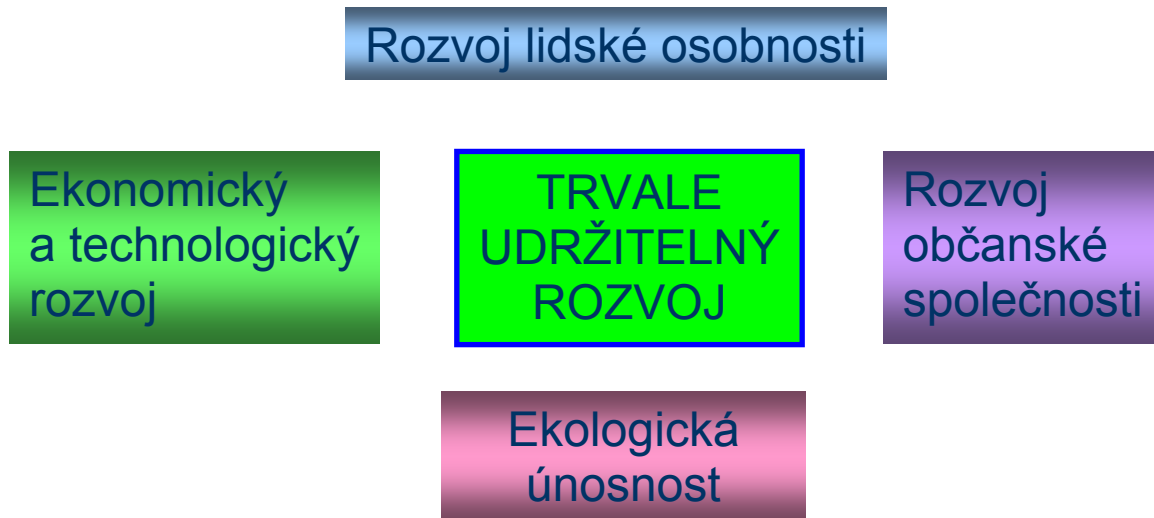 Rozvoj lidské osobnosti
Ekonomický
a technologický
rozvoj
TRVALE
UDRŽITELNÝ
ROZVOJ
Rozvoj
občanské
společnosti
Ekologická
únosnost